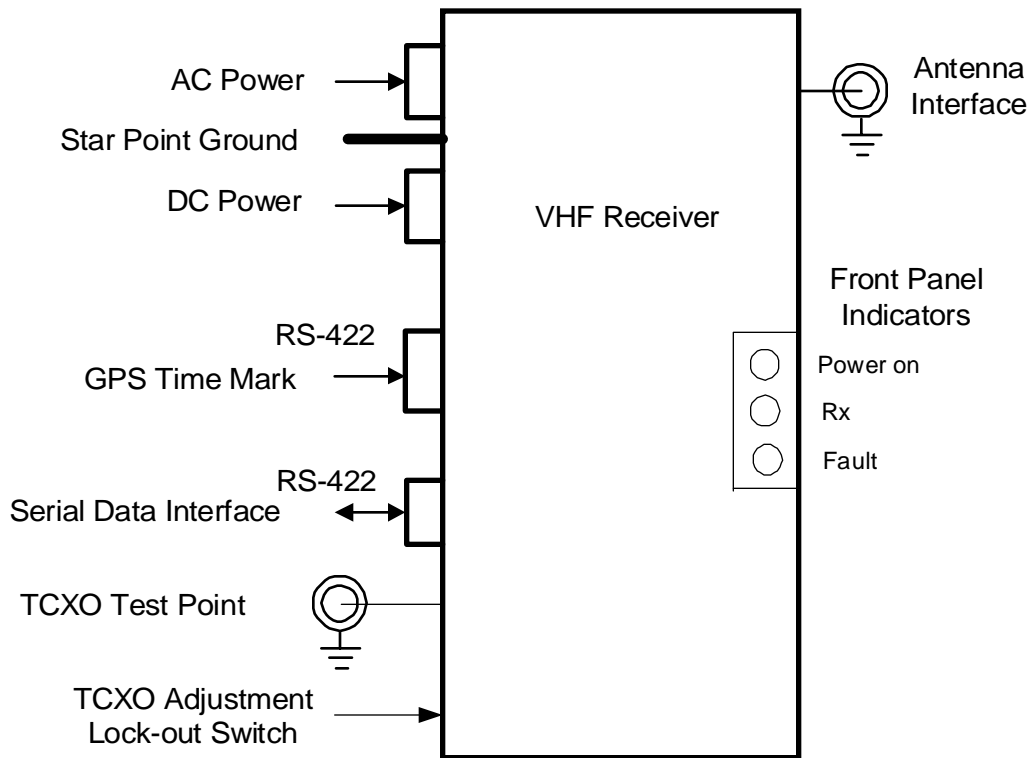 AC Power
Star Point Ground
DC Power
RS-422
GPS Time Mark
RS-422
Serial Data Interface
TCXO Test Point
TCXO Adjustment
Lock-out Switch
VHF Receiver
Antenna
Interface
Front Panel
Indicators
Power on
Rx
Fault